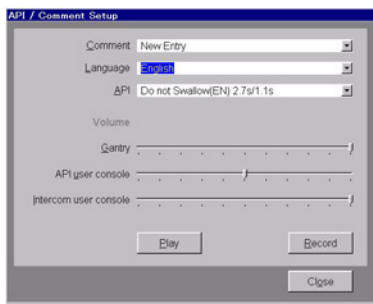 API / Comment Setup
Comment New Entry
Language English
API Do not Swallow(EN) 2.7s/1.1s
Volume
Gantry
API user console
Intercom user console
Play Record
Close